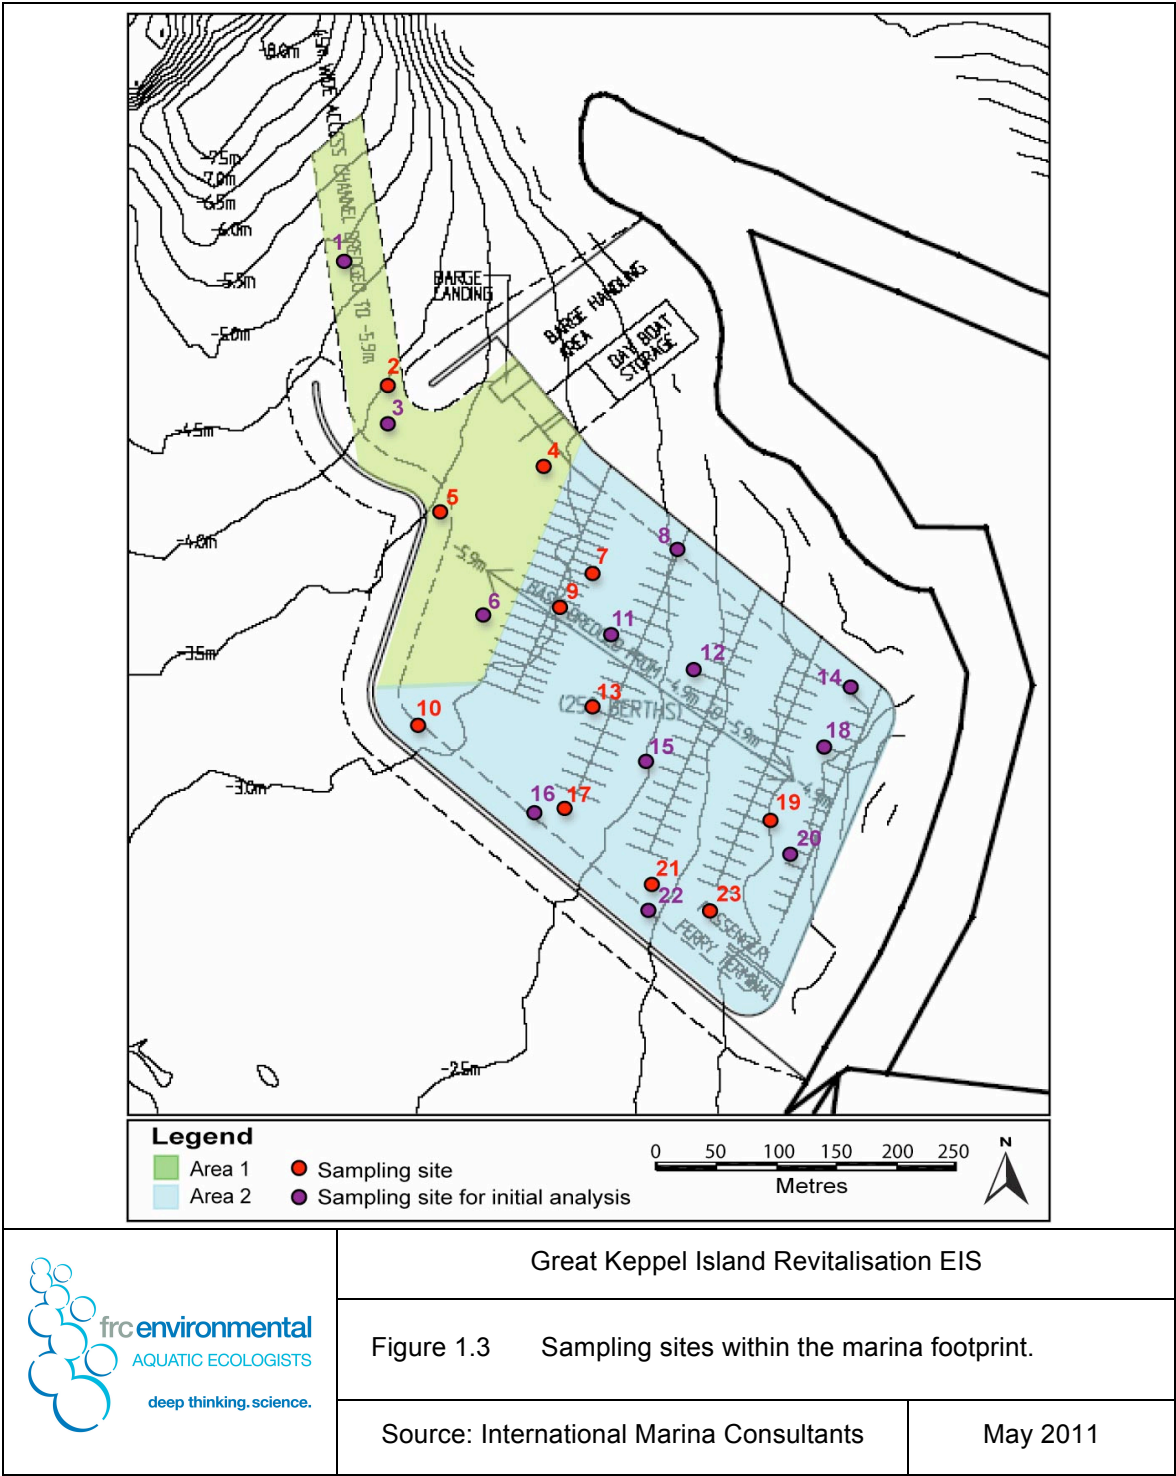 -8.0m
WIDE ACCESS CHANNEL DREDGED TO -5.9m
-7.5m
-7.0m
-6.5m
-6.0m
-5.5m
-5.0m
1
BARGE
LANDING
BARGE HANDLING
AREA
DAY BOAT
STORAGE
2
3
-4.5m
4
5
-4.0m
8
-5.9m
7
9
6
11
BASIN DREDGED FROM -4.9m TO -5.9m
-3.5m
12
14
13
(25 BERTHS)
10
18
15
-3.0m
-4.9m
16
17
19
20
21
22
23
PASSENGER
FERRY TERMINAL
-2.5m
Legend
Area 1
Area 2
Sampling site
Sampling site for initial analysis
0 50 100 150 200 250
Metres
N
frcenvironmental
AQUATIC ECOLOGISTS
deep thinking. science.
Great Keppel Island Revitalisation EIS
Figure 1.3 Sampling sites within the marina footprint.
Source: International Marina Consultants
May 2011